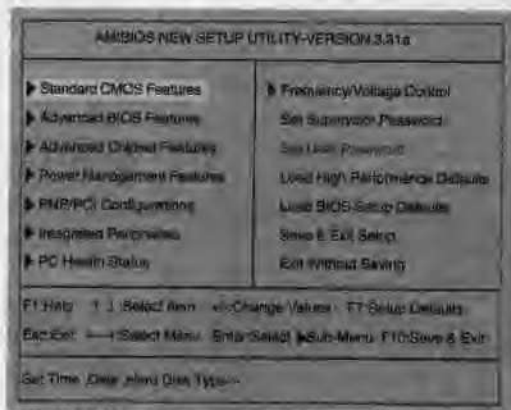 AMIBIOS NEW SETUP UTILITY-VERSION 3.31a
Standard CMOS Features
Advanced BIOS Features
Advanced Chipset Features
Power Management Features
PNP/PCI Configurations
Integrated Peripherals
PC Health Status
Frequency/Voltage Control
Set Supervisor Password
Set User Password
Load High Performance Defaults
Load BIOS Setup Defaults
Save & Exit Setup
Exit Without Saving
F1:Help ↑↓:Select Item :Change Values F7:Setup Defaults
Esc:Exit ←→:Select Menu Enter:Select ▶Sub-Menu F10:Save & Exit
Set Time Hard Disk Type